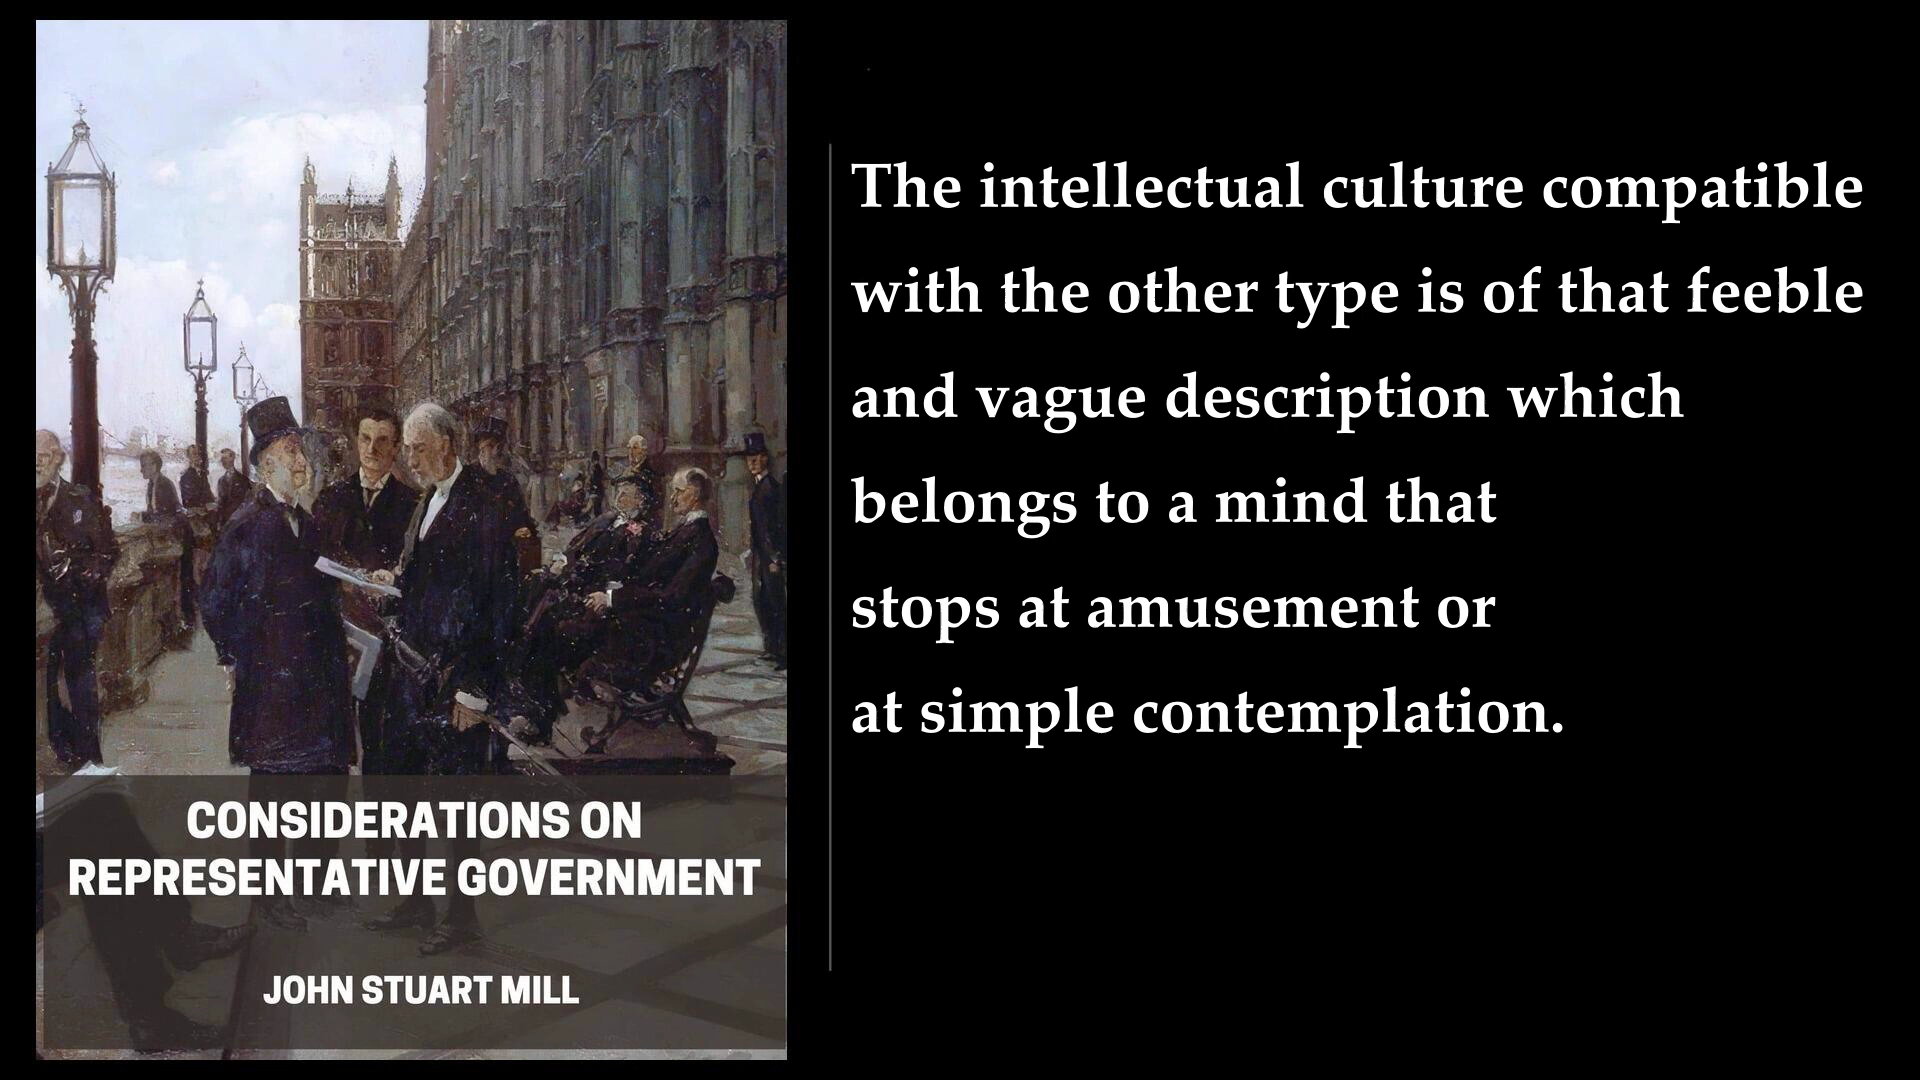 The intellectual culture compatible
with the other type is of that feeble
and vague description which
belongs to a mind that
stops at amusement or
at simple contemplation.
CONSIDERATIONS ON
REPRESENTATIVE GOVERNMENT
JOHN STUART MILL